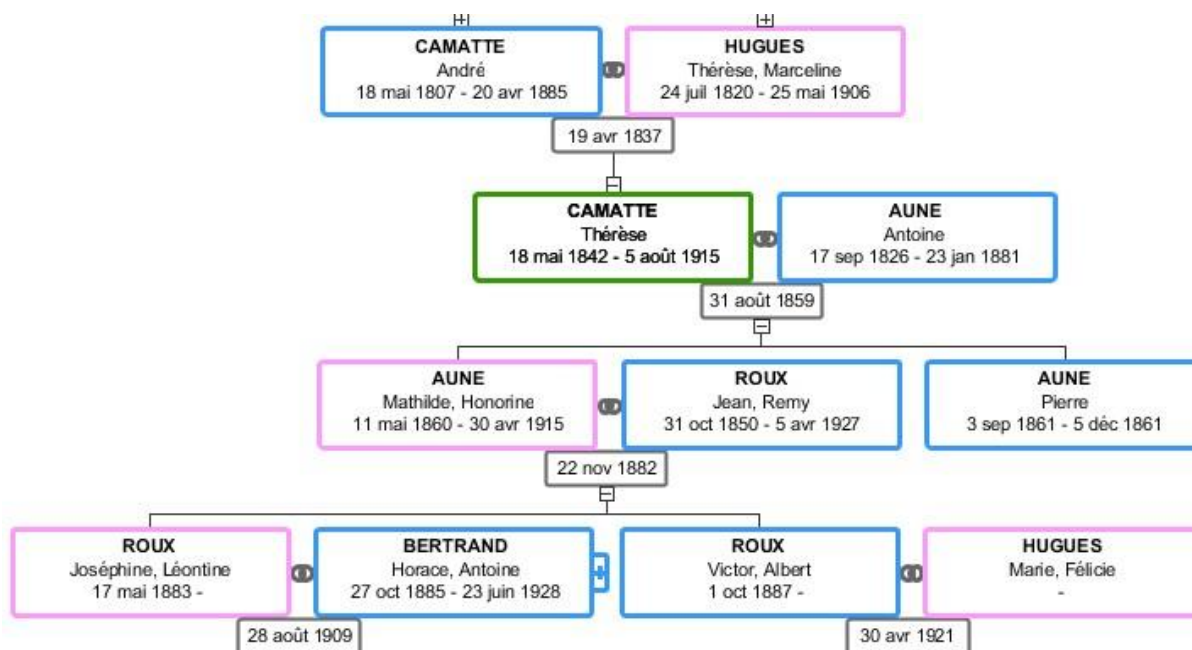 CAMATTE
André
18 mai 1807 - 20 avr 1885
HUGUES
Thérèse, Marceline
24 juil 1820 - 25 mai 1906
19 avr 1837
CAMATTE
Thérèse
18 mai 1842 - 5 août 1915
AUNE
Antoine
17 sep 1826 - 23 jan 1881
31 août 1859
AUNE
Mathilde, Honorine
11 mai 1860 - 30 avr 1915
ROUX
Jean, Remy
31 oct 1850 - 5 avr 1927
AUNE
Pierre
3 sep 1861 - 5 déc 1861
22 nov 1882
ROUX
Joséphine, Léontine
17 mai 1883 -
BERTRAND
Horace, Antoine
27 oct 1885 - 23 juin 1928
ROUX
Victor, Albert
1 oct 1887 -
HUGUES
Marie, Félicie
-
28 août 1909
30 avr 1921